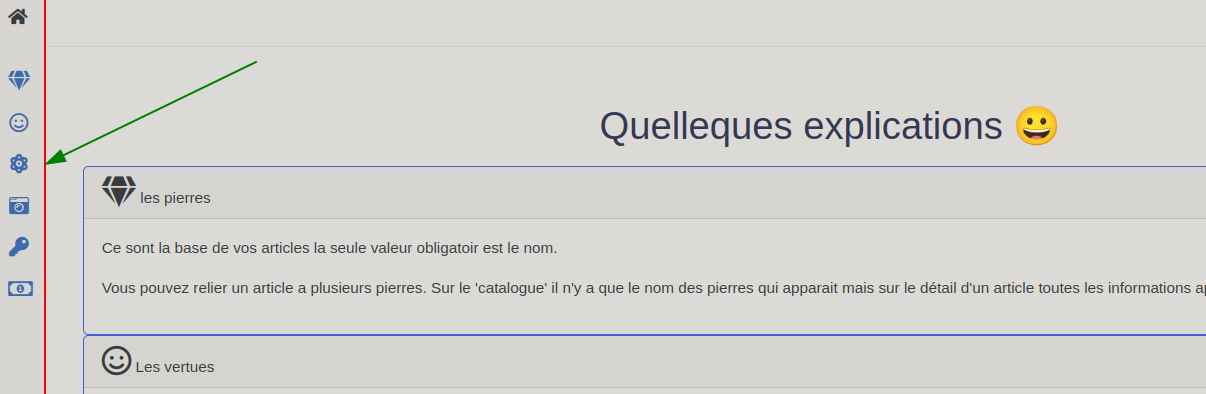 Quelleques explications 😀
les pierres
Ce sont la base de vos articles la seule valeur obligatoir est le nom.
Vous pouvez relier un article a plusieurs pierres. Sur le 'catalogue' il n'y a que le nom des pierres qui apparait mais sur le détail d'un article toutes les informations
Les vertues